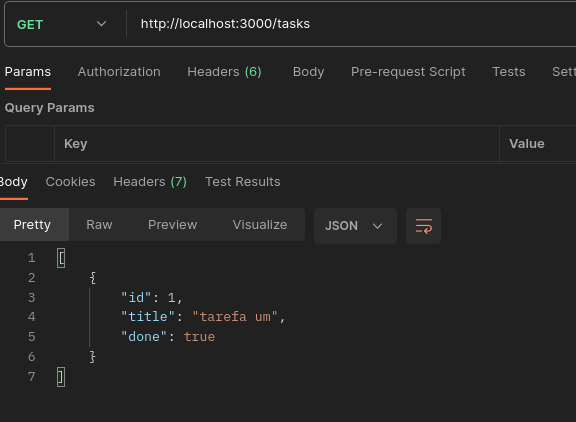 GET http://localhost:3000/tasks
Params Authorization Headers (6) Body Pre-request Script Tests Sett
Query Params
Key Value
Body Cookies Headers (7) Test Results
Pretty Raw Preview Visualize JSON
1 [
2 {
3 "id": 1,
4 "title": "tarefa um",
5 "done": true
6 }
7 ]